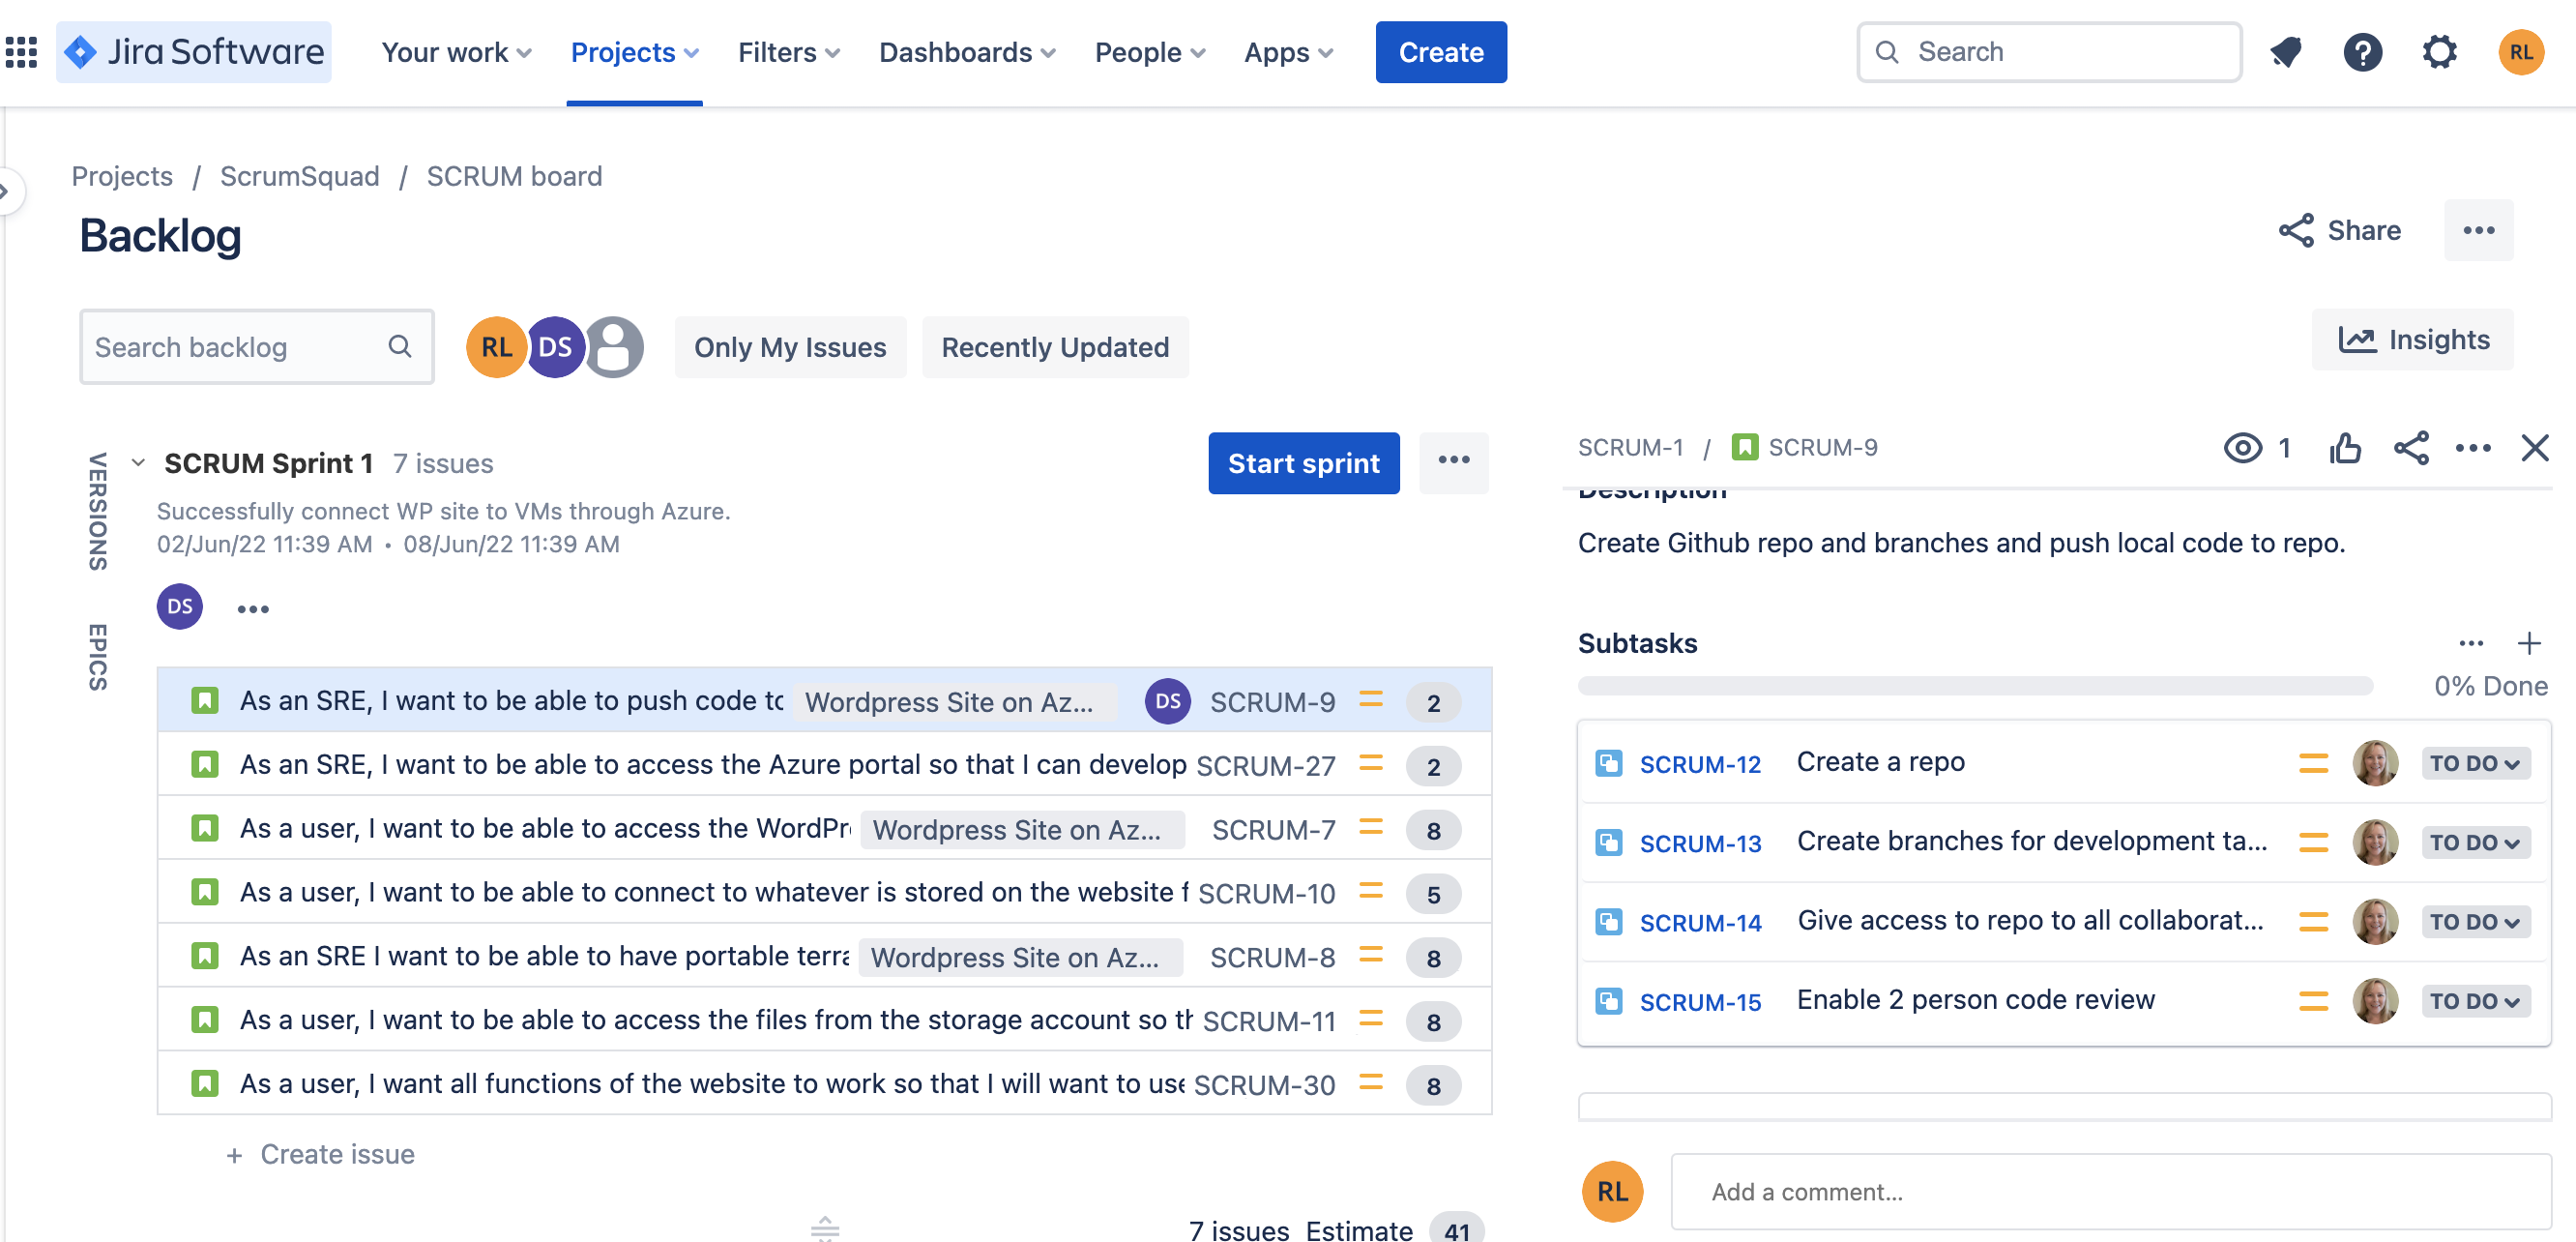 Jira Software Your work Projects Filters Dashboards People Apps Create Search RL
Projects / ScrumSquad / SCRUM board
Backlog
Share
Search backlog RL DS Only My Issues Recently Updated Insights
VERSIONS
EPICS
SCRUM Sprint 1 7 issues Start sprint
Successfully connect WP site to VMs through Azure.
02/Jun/22 11:39 AM • 08/Jun/22 11:39 AM
DS
As an SRE, I want to be able to push code to Wordpress Site on Az... DS SCRUM-9 2
As an SRE, I want to be able to access the Azure portal so that I can develop SCRUM-27 2
As a user, I want to be able to access the WordPr Wordpress Site on Az... SCRUM-7 8
As a user, I want to be able to connect to whatever is stored on the website f SCRUM-10 5
As an SRE I want to be able to have portable terra Wordpress Site on Az... SCRUM-8 8
As a user, I want to be able to access the files from the storage account so th SCRUM-11 8
As a user, I want all functions of the website to work so that I will want to use SCRUM-30 8
+ Create issue
7 issues Estimate 41
SCRUM-1 / SCRUM-9 1
Description
Create Github repo and branches and push local code to repo.
Subtasks
0% Done
SCRUM-12 Create a repo TO DO
SCRUM-13 Create branches for development ta... TO DO
SCRUM-14 Give access to repo to all collaborat... TO DO
SCRUM-15 Enable 2 person code review TO DO
RL Add a comment...